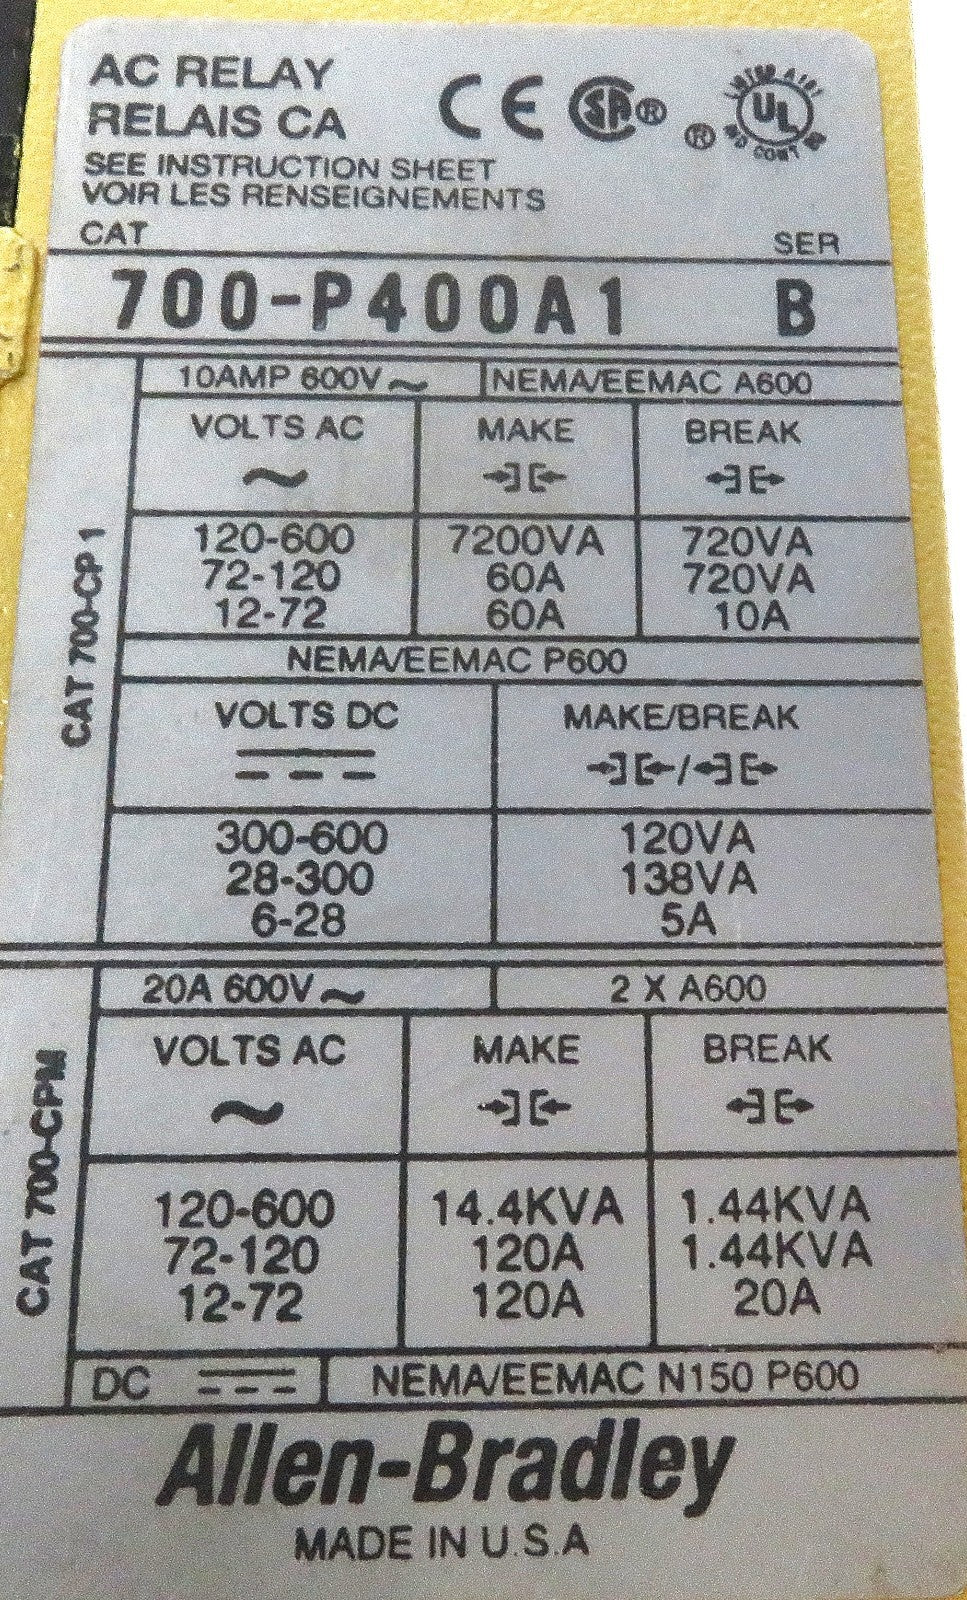 AC RELAY
RELAIS CA
SEE INSTRUCTION SHEET
VOIR LES RENSEIGNEMENTS
CE SA® ® UL
CAT SER
700-P400A1 B
CAT 700-CP 1
10AMP 600V~ NEMA/EEMAC A600
VOLTS AC MAKE BREAK
~
120-600 7200VA 720VA
72-120 60A 720VA
12-72 60A 10A
NEMA/EEMAC P600
VOLTS DC MAKE/BREAK
/
300-600 120VA
28-300 138VA
6-28 5A
CAT 700-CPM
20A 600V~ 2 X A600
VOLTS AC MAKE BREAK
~
120-600 14.4KVA 1.44KVA
72-120 120A 1.44KVA
12-72 120A 20A
DC NEMA/EEMAC N150 P600
Allen-Bradley
MADE IN U.S.A